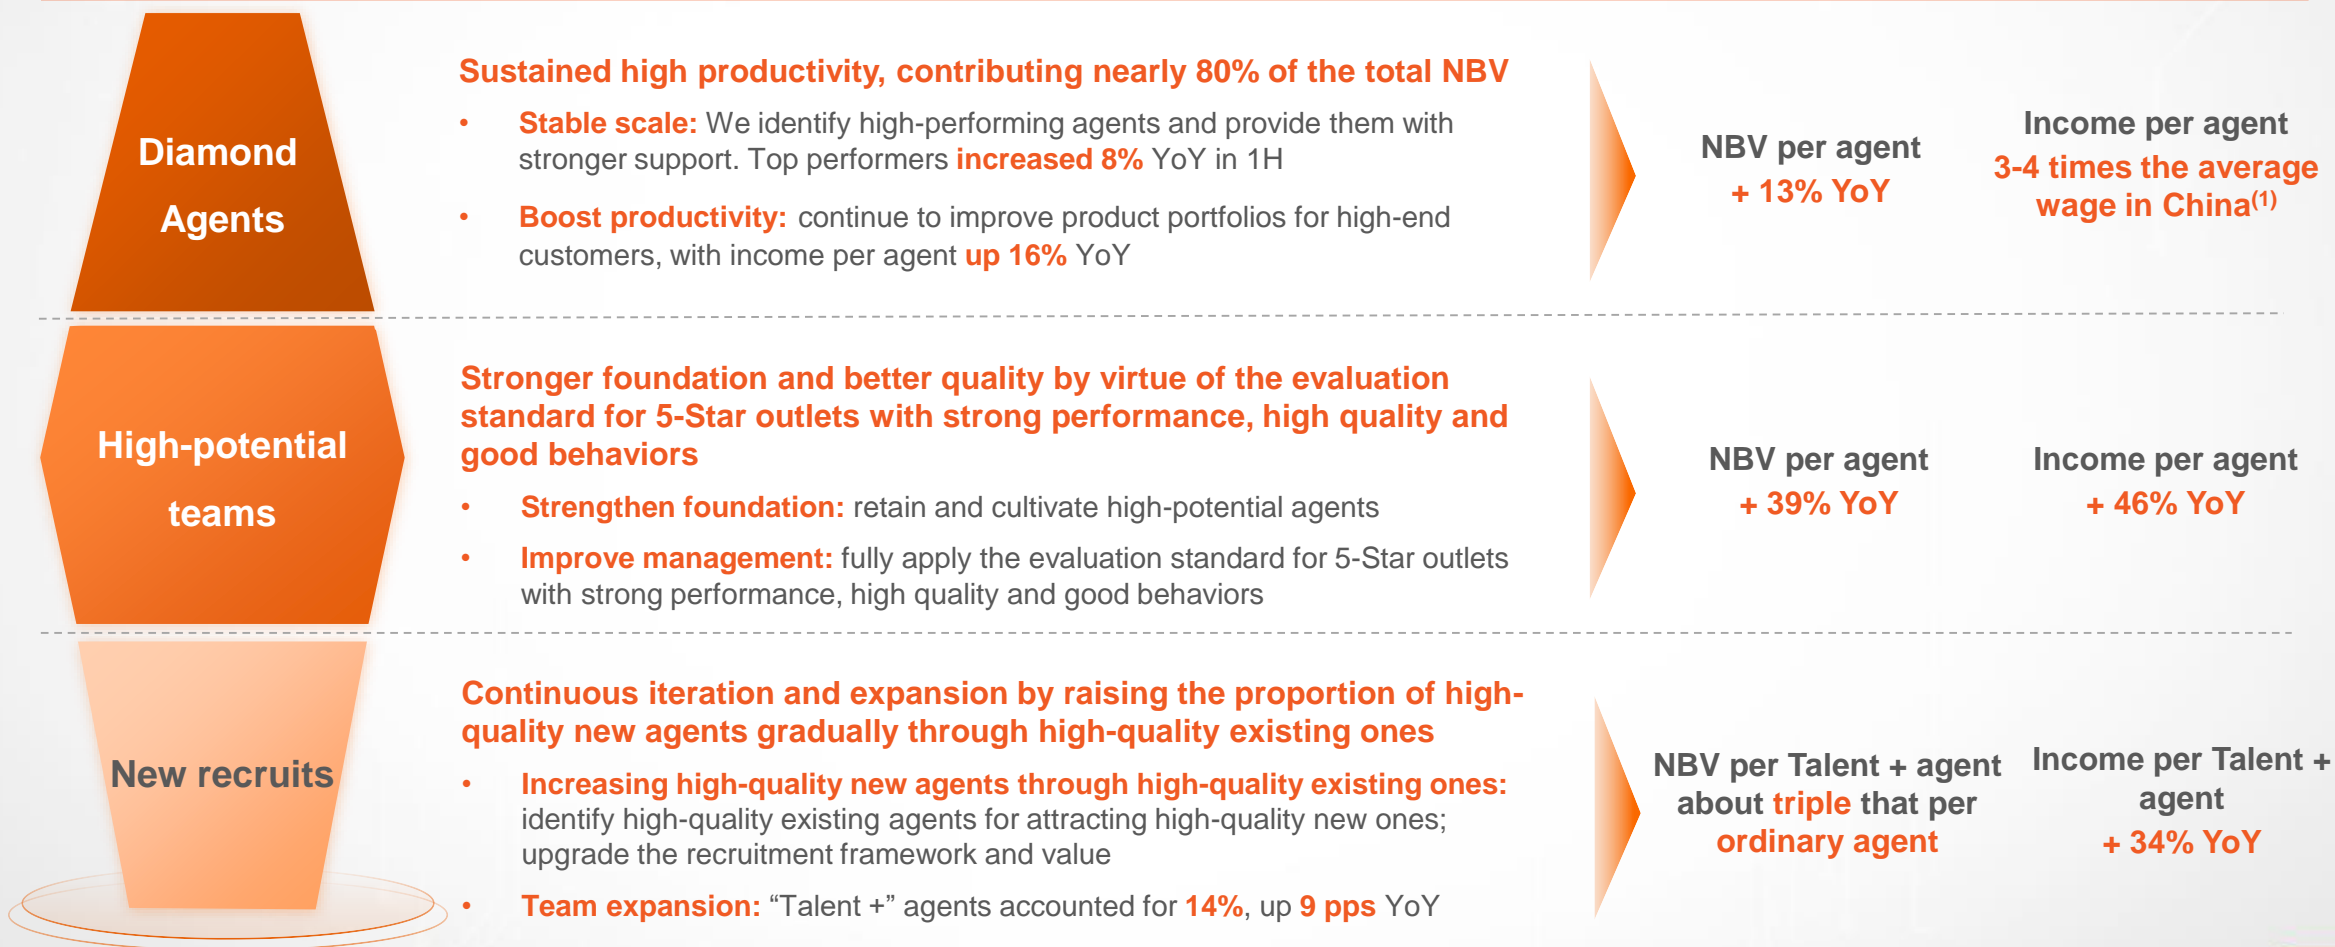 Diamond
Agents
Sustained high productivity, contributing nearly 80% of the total NBV
• Stable scale: We identify high-performing agents and provide them with
stronger support. Top performers increased 8% YoY in 1H
• Boost productivity: continue to improve product portfolios for high-end
customers, with income per agent up 16% YoY
NBV per agent
+ 13% YoY
Income per agent
3-4 times the average
wage in China(1)
High-potential
teams
Stronger foundation and better quality by virtue of the evaluation
standard for 5-Star outlets with strong performance, high quality and
good behaviors
• Strengthen foundation: retain and cultivate high-potential agents
• Improve management: fully apply the evaluation standard for 5-Star outlets
with strong performance, high quality and good behaviors
NBV per agent
+ 39% YoY
Income per agent
+ 46% YoY
New recruits
Continuous iteration and expansion by raising the proportion of high-
quality new agents gradually through high-quality existing ones
• Increasing high-quality new agents through high-quality existing ones:
identify high-quality existing agents for attracting high-quality new ones;
upgrade the recruitment framework and value
• Team expansion: “Talent +” agents accounted for 14%, up 9 pps YoY
NBV per Talent + agent
about triple that per
ordinary agent
Income per Talent +
agent
+ 34% YoY